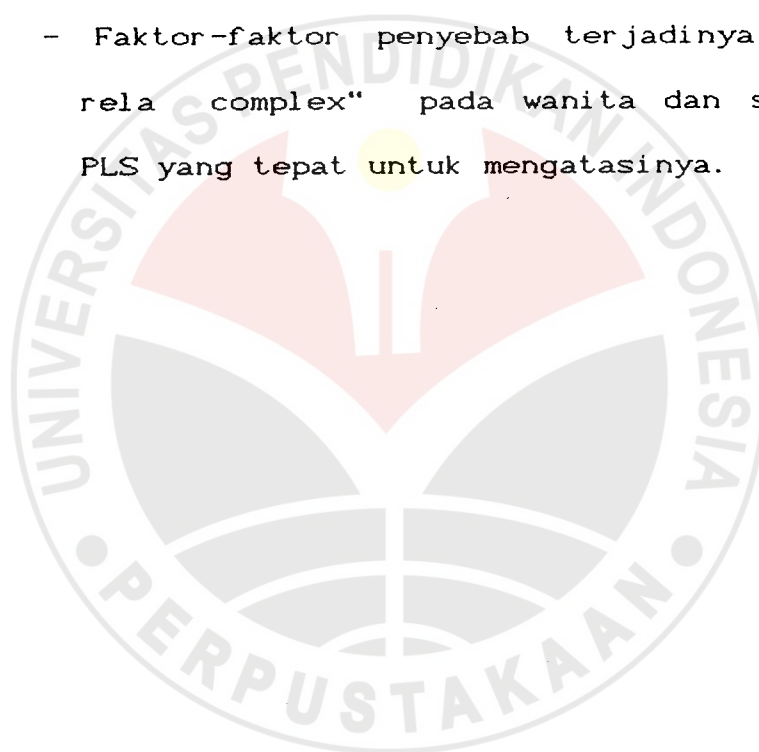 - Faktor-faktor penyebab terjadinya
rela complex" pada wanita dan s
PLS yang tepat untuk mengatasinya.
UNIVERSITAS PENDIDIKAN INDONESIA
PERPUSTAKAAN